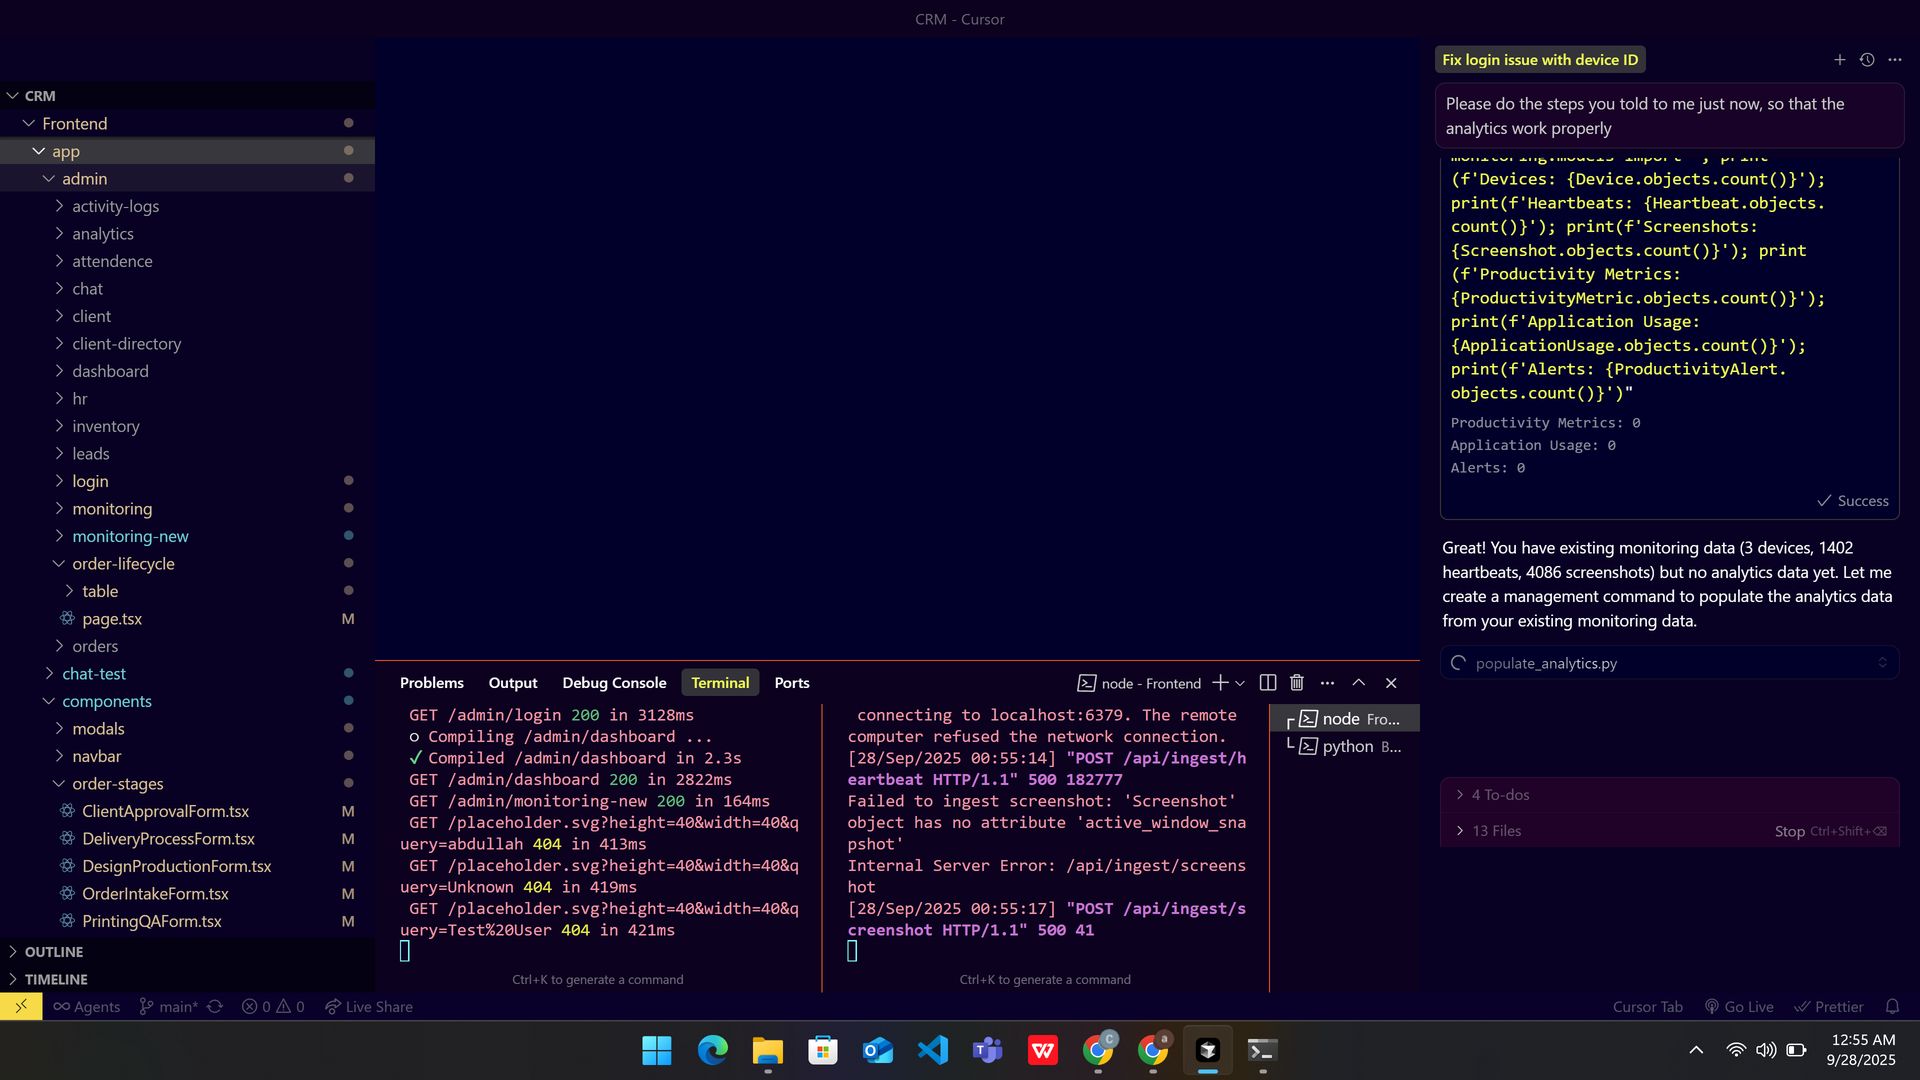 CRM - Cursor
CRM
Frontend
app
admin
activity-logs
analytics
attendence
chat
client
client-directory
dashboard
hr
inventory
leads
login
monitoring
monitoring-new
order-lifecycle
table
page.tsx M
orders
chat-test
components
modals
navbar
order-stages
ClientApprovalForm.tsx M
DeliveryProcessForm.tsx M
DesignProductionForm.tsx M
OrderIntakeForm.tsx M
PrintingQAForm.tsx M
OUTLINE
TIMELINE
Problems Output Debug Console Terminal Ports
node - Frontend
GET /admin/login 200 in 3128ms
○ Compiling /admin/dashboard ...
✓ Compiled /admin/dashboard in 2.3s
GET /admin/dashboard 200 in 2822ms
GET /admin/monitoring-new 200 in 164ms
GET /placeholder.svg?height=40&width=40&q
uery=abdullah 404 in 413ms
GET /placeholder.svg?height=40&width=40&q
uery=Unknown 404 in 419ms
GET /placeholder.svg?height=40&width=40&q
uery=Test%20User 404 in 421ms
Ctrl+K to generate a command
connecting to localhost:6379. The remote
computer refused the network connection.
[28/Sep/2025 00:55:14] "POST /api/ingest/h
eartbeat HTTP/1.1" 500 182777
Failed to ingest screenshot: 'Screenshot'
object has no attribute 'active_window_sna
pshot'
Internal Server Error: /api/ingest/screens
hot
[28/Sep/2025 00:55:17] "POST /api/ingest/s
creenshot HTTP/1.1" 500 41
Ctrl+K to generate a command
node Fro...
python B...
Fix login issue with device ID
Please do the steps you told to me just now, so that the
analytics work properly
monitoring.models import *; print
(f'Devices: {Device.objects.count()}');
print(f'Heartbeats: {Heartbeat.objects.
count()}'); print(f'Screenshots:
{Screenshot.objects.count()}'); print
(f'Productivity Metrics:
{ProductivityMetric.objects.count()}');
print(f'Application Usage:
{ApplicationUsage.objects.count()}');
print(f'Alerts: {ProductivityAlert.
objects.count()}')"
Productivity Metrics: 0
Application Usage: 0
Alerts: 0
Success
Great! You have existing monitoring data (3 devices, 1402
heartbeats, 4086 screenshots) but no analytics data yet. Let me
create a management command to populate the analytics data
from your existing monitoring data.
populate_analytics.py
4 To-dos
13 Files Stop Ctrl+Shift+⌫
Agents main* 0 0 Live Share
Cursor Tab Go Live Prettier
12:55 AM
9/28/2025